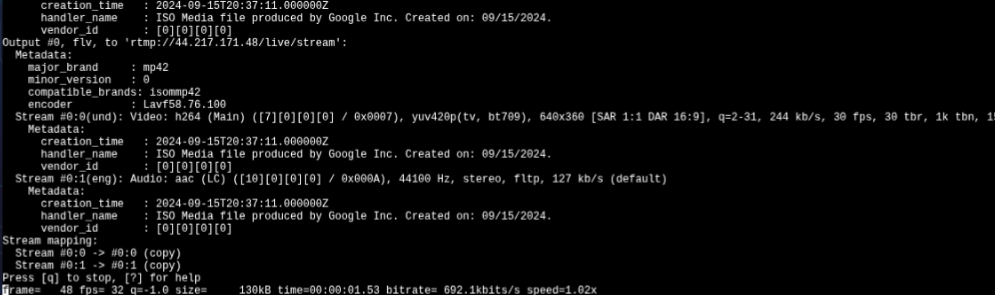 creation_time   : 2024-09-15T20:37:11.000000Z
handler_name    : ISO Media file produced by Google Inc. Created on: 09/15/2024.
vendor_id       : [0][0][0][0]
Output #0, flv, to 'rtmp://44.217.171.48/live/stream':
Metadata:
major_brand     : mp42
minor_version   : 0
compatible_brands: isommp42
encoder         : Lavf58.76.100
Stream #0:0(und): Video: h264 (Main) ([7][0][0][0] / 0x0007), yuv420p(tv, bt709), 640x360 [SAR 1:1 DAR 16:9], q=2-31, 244 kb/s, 30 fps, 30 tbr, 1k tbn,
Metadata:
creation_time   : 2024-09-15T20:37:11.000000Z
handler_name    : ISO Media file produced by Google Inc. Created on: 09/15/2024.
vendor_id       : [0][0][0][0]
Stream #0:1(eng): Audio: aac (LC) ([10][0][0][0] / 0x000A), 44100 Hz, stereo, fltp, 127 kb/s (default)
Metadata:
creation_time   : 2024-09-15T20:37:11.000000Z
handler_name    : ISO Media file produced by Google Inc. Created on: 09/15/2024.
vendor_id       : [0][0][0][0]
Stream mapping:
Stream #0:0 -> #0:0 (copy)
Stream #0:1 -> #0:1 (copy)
Press [q] to stop, [?] for help
frame=   48 fps= 32 q=-1.0 size=     130kB time=00:00:01.53 bitrate= 692.1kbits/s speed=1.02x